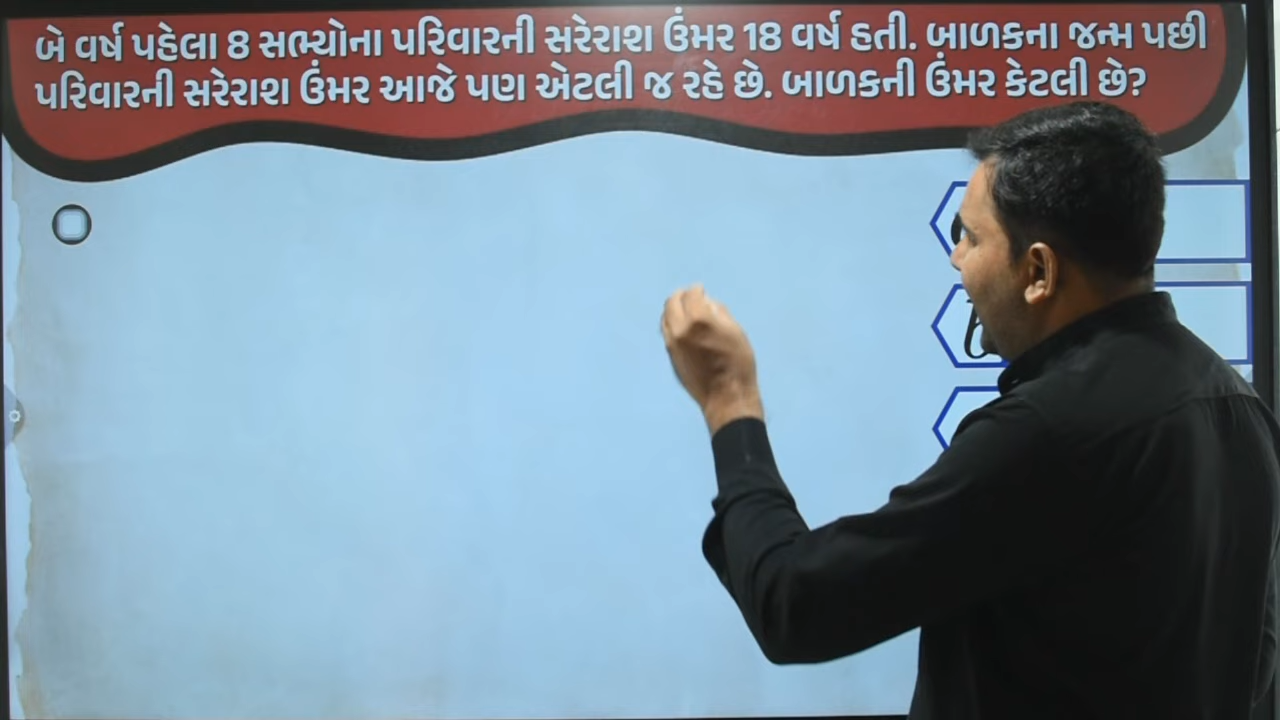 બે વર્ષ પહેલા 8 સભ્યોના પરિવારની સરેરાશ ઉંમર 18 વર્ષ હતી. બાળકના જન્મ પછી
પરિવારની સરેરાશ ઉંમર આજે પણ એટલી જ રહે છે. બાળકની ઉંમર કેટલી છે?